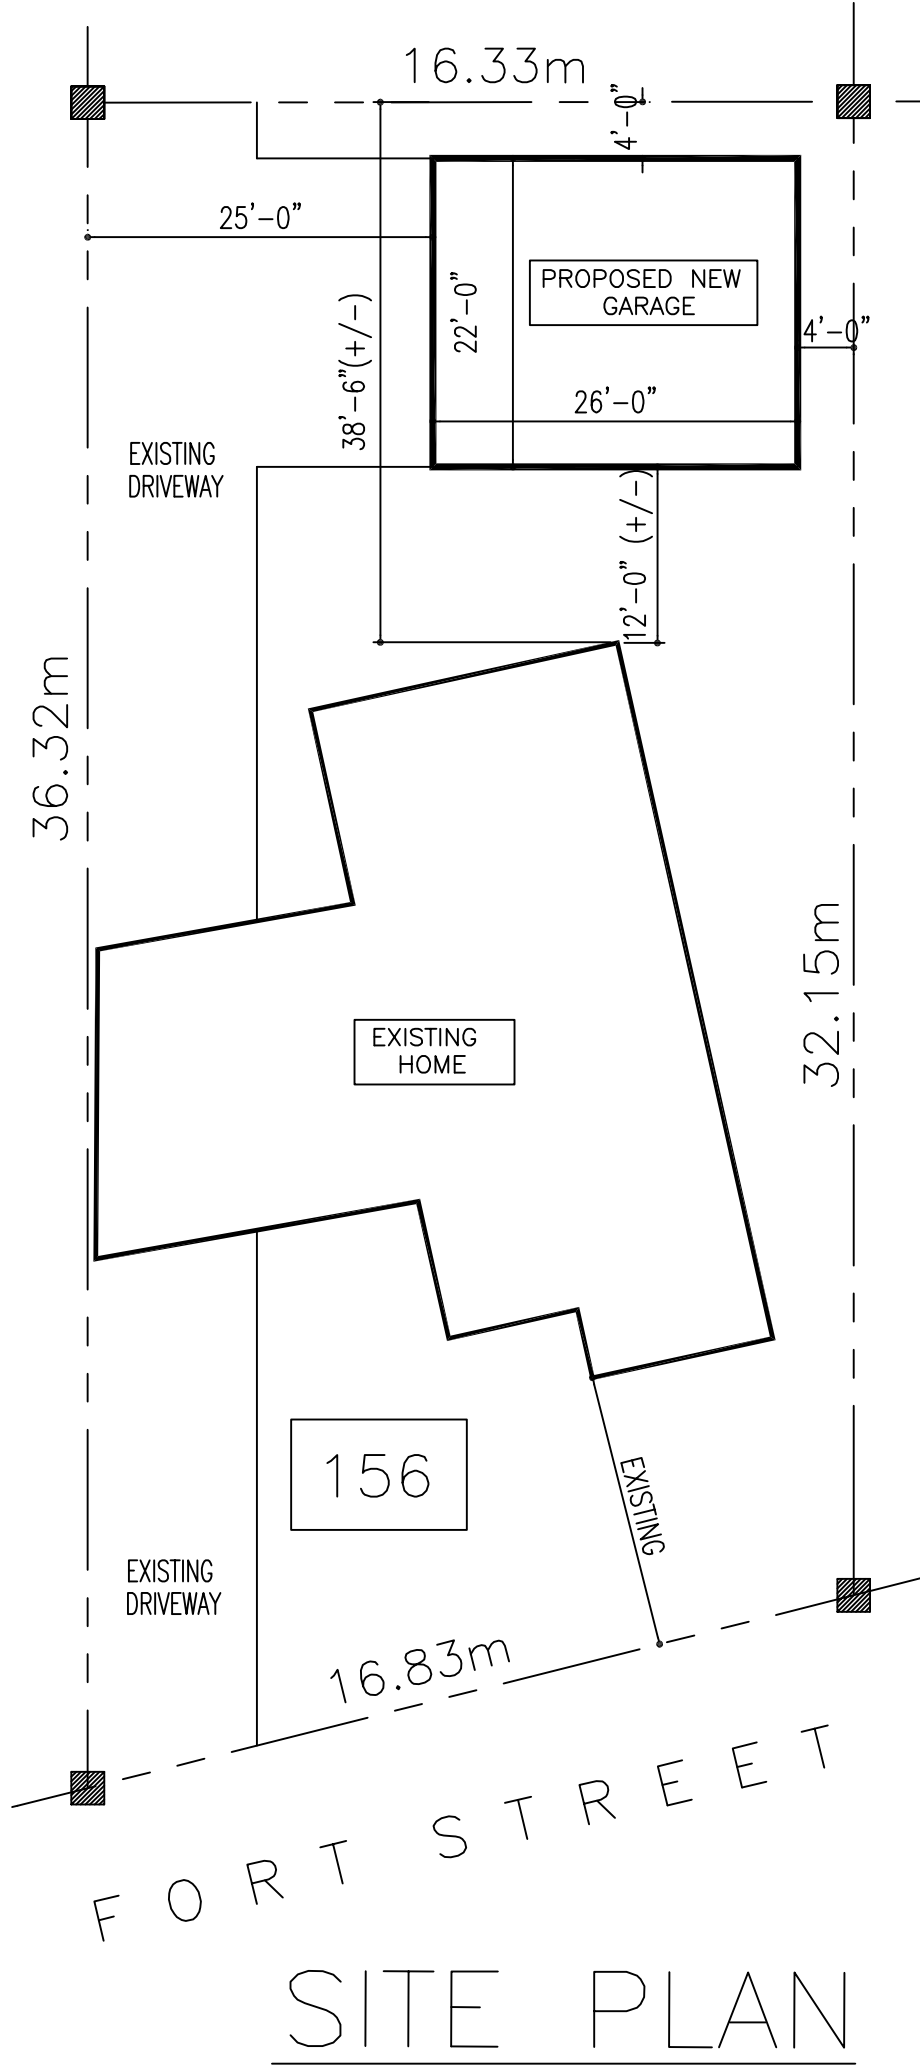 16.33m
4'-0"
25'-0"
38'-6"(+/-)
22'-0"
PROPOSED NEW
GARAGE
4'-0"
26'-0"
EXISTING
DRIVEWAY
12'-0" (+/-)
36.32m
32.15m
EXISTING
HOME
156
EXISTING
EXISTING
DRIVEWAY
16.83m
FORT STREET
SITE PLAN